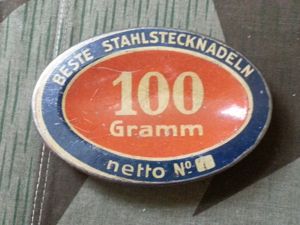 BESTE STAHLSTECKNADELN
100
Gramm
netto No.